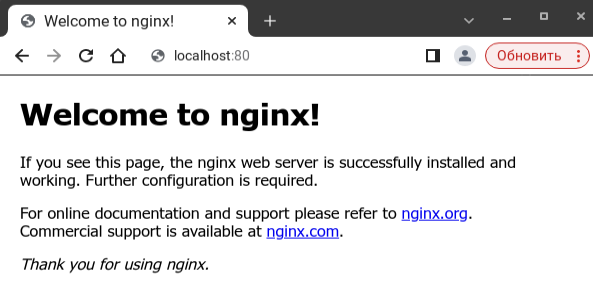 Welcome to nginx!
localhost:80
Обновить
Welcome to nginx!
If you see this page, the nginx web server is successfully installed and
working. Further configuration is required.
For online documentation and support please refer to nginx.org.
Commercial support is available at nginx.com.
Thank you for using nginx.